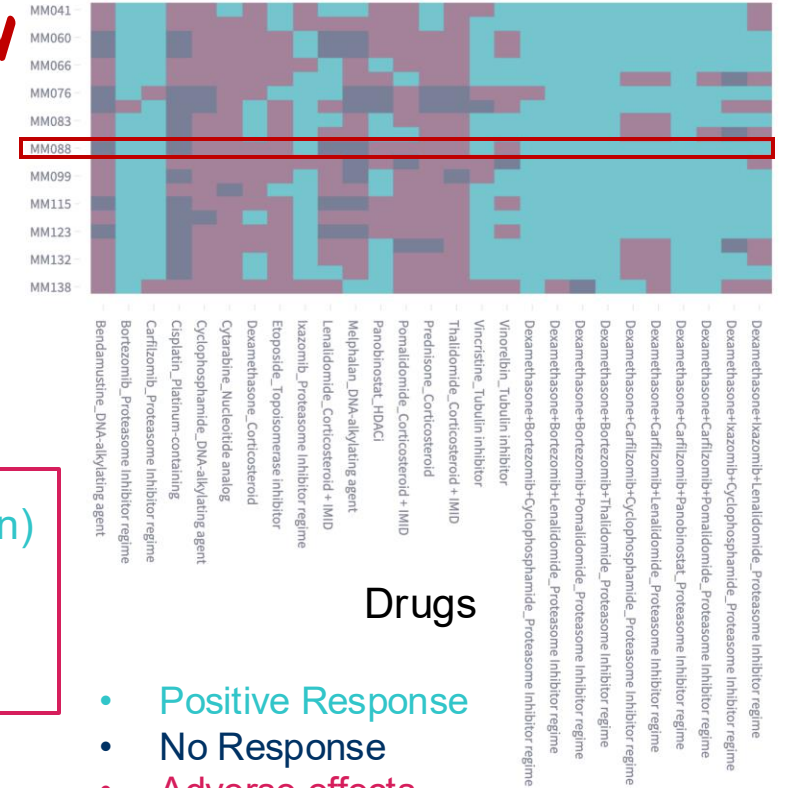 MM041
MM060
MM066
MM076
MM083
MM088
MM099
MM115
MM123
MM132
MM138
Bendamustine_DNA-alkylating agent
Bortezomib_Proteasome Inhibitor regime
Carfilzomib_Proteasome Inhibitor regime
Cisplatin_Platinum-containing
Cyclophosphamide_DNA-alkylating agent
Cytarabine_Nucleoitide analog
Dexamethasone_Corticosteroid
Etoposide_Topoisomerase inhibitor
Ixazomib_Proteasome Inhibitor regime
Lenalidomide_Corticosteroid + IMID
Melphalan_DNA-alkylating agent
Panobinostat_HDACi
Pomalidomide_Corticosteroid + IMID
Prednisone_Corticosteroid
Thalidomide_Corticosteroid + IMID
Vincristine_Tubulin inhibitor
Vinorelbin_Tubulin inhibitor
Dexamethasone+Bortezomib+Cyclophosphamide_Proteasome Inhibitor regime
Dexamethasone+Bortezomib+Lenalidomide_Proteasome Inhibitor regime
Dexamethasone+Bortezomib+Pomalidomide_Proteasome Inhibitor regime
Dexamethasone+Bortezomib+Thalidomide_Proteasome Inhibitor regime
Dexamethasone+Carfilzomib+Cyclophosphamide_Proteasome Inhibitor regime
Dexamethasone+Carfilzomib+Lenalidomide_Proteasome Inhibitor regime
Dexamethasone+Carfilzomib+Panobinostat_Proteasome Inhibitor regime
Dexamethasone+Carfilzomib+Pomalidomide_Proteasome Inhibitor regime
Dexamethasone+Ixazomib+Cyclophosphamide_Proteasome Inhibitor regime
Dexamethasone+Ixazomib+Lenalidomide_Proteasome Inhibitor regime
n)
Drugs
• Positive Response
• No Response
• Adverse effects